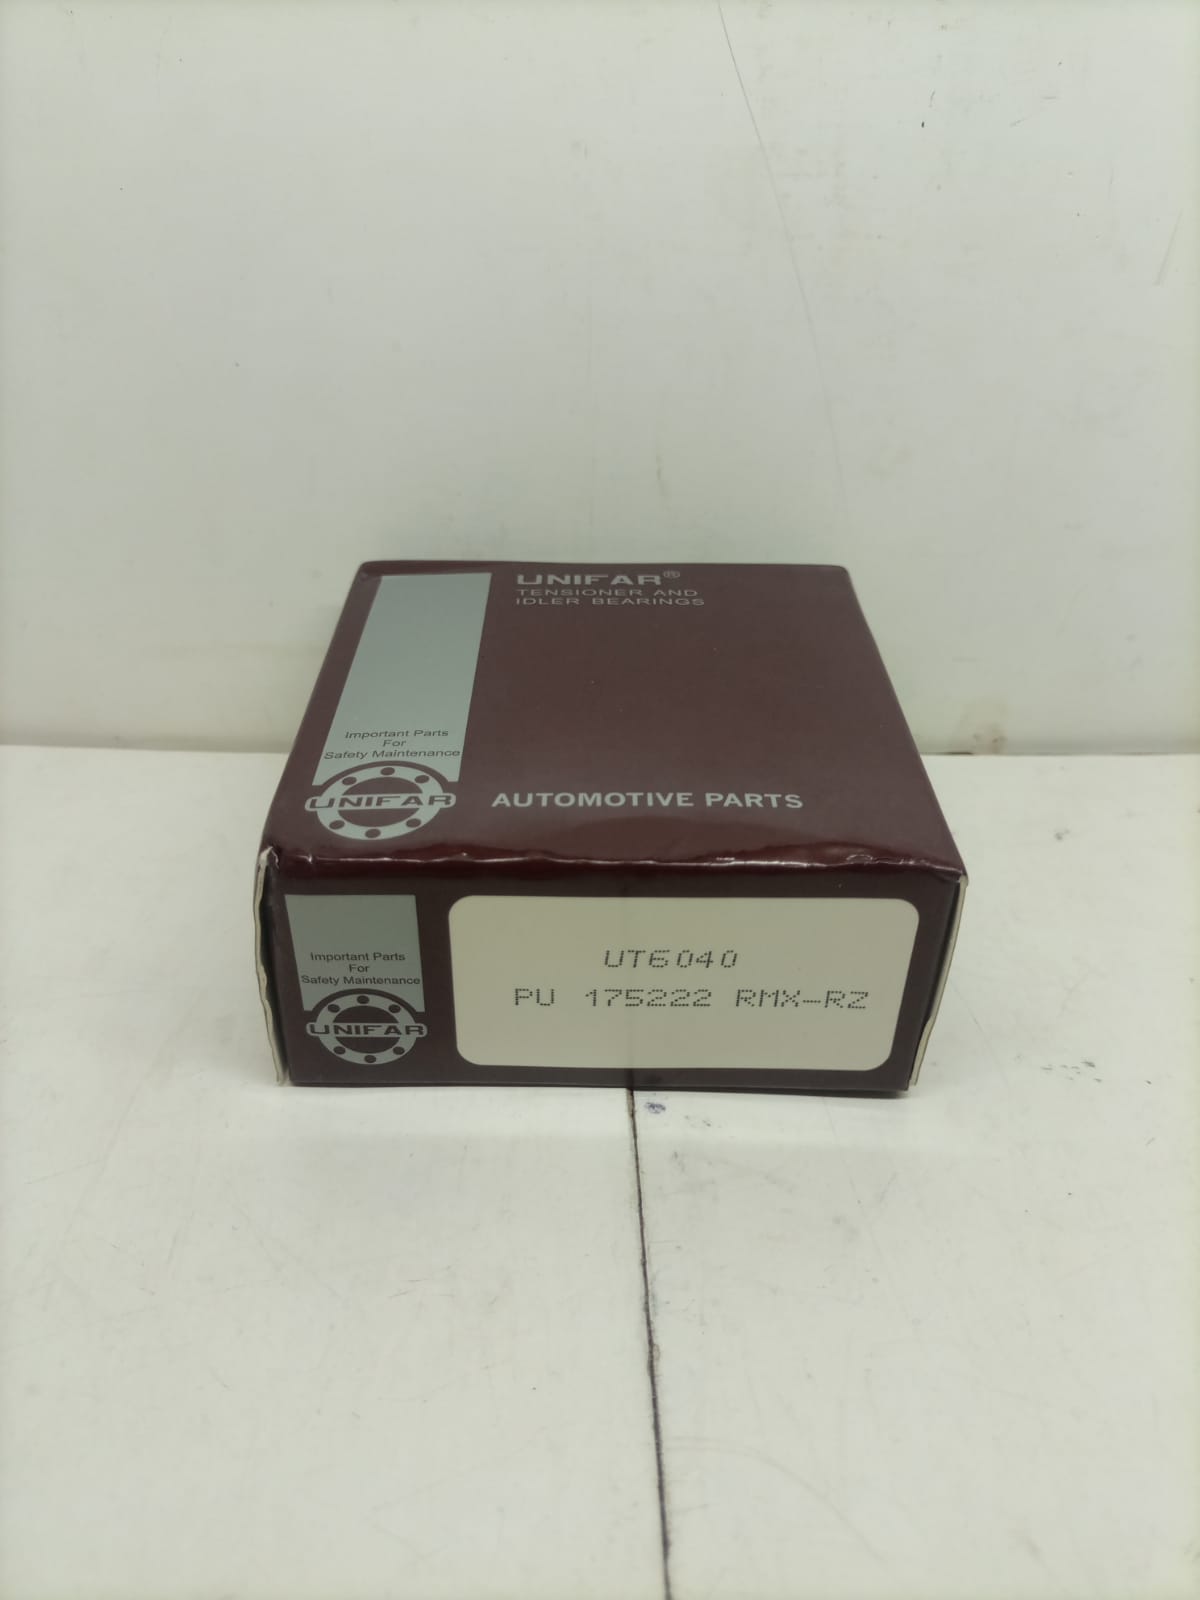 UNIFAR®
TENSIONER AND
IDLER BEARINGS
Important Parts
For
Safety Maintenance
UNIFAR
AUTOMOTIVE PARTS
Important Parts
For
Safety Maintenance
UNIFAR
UT6040
PU 175222 RMX-RZ